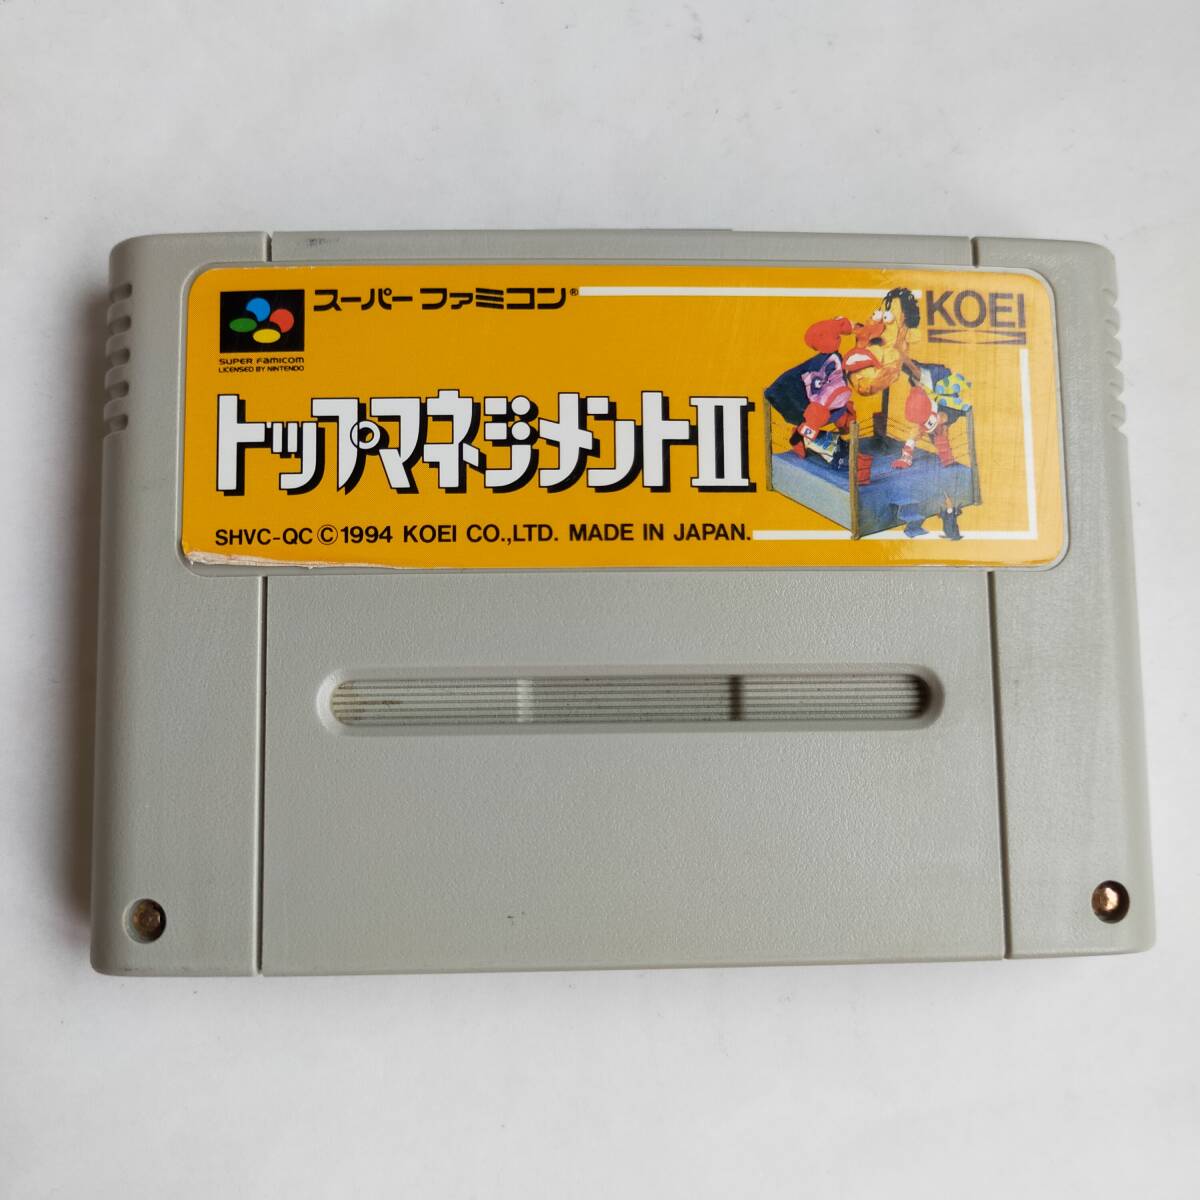 スーパーファミコン®
KOEI
SUPER FAMICOM
LICENSED BY NINTENDO
トップマネジメントII
SHVC-QC © 1994 KOEI CO.,LTD. MADE IN JAPAN.